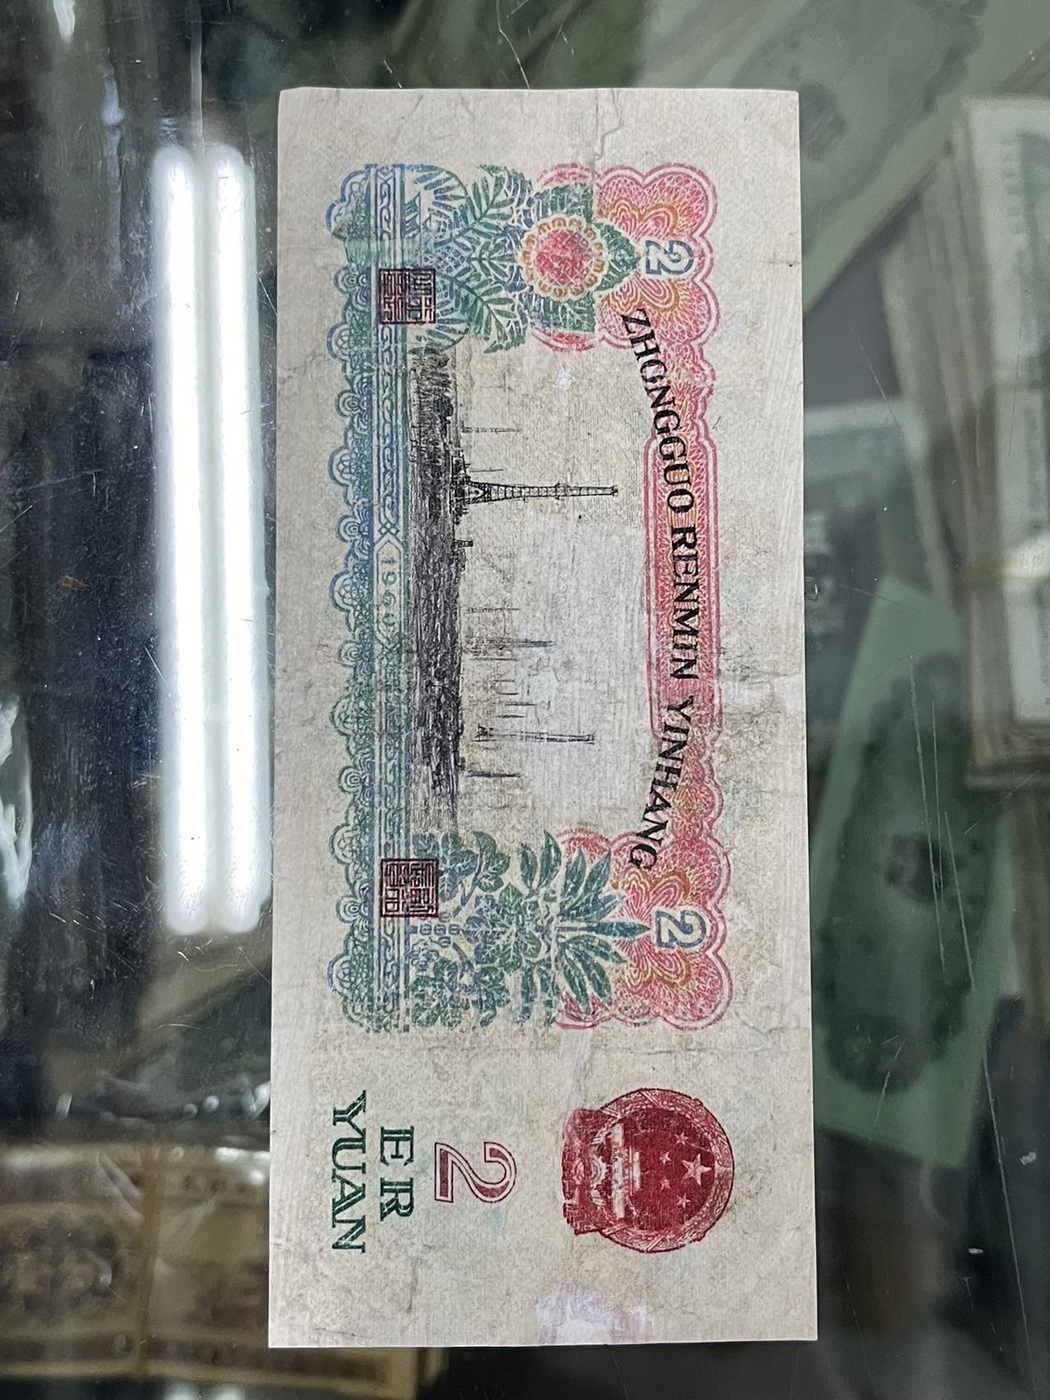 ZHONGGUO RENMIN YINHANG
2
2
2
ER
YUAN
1960